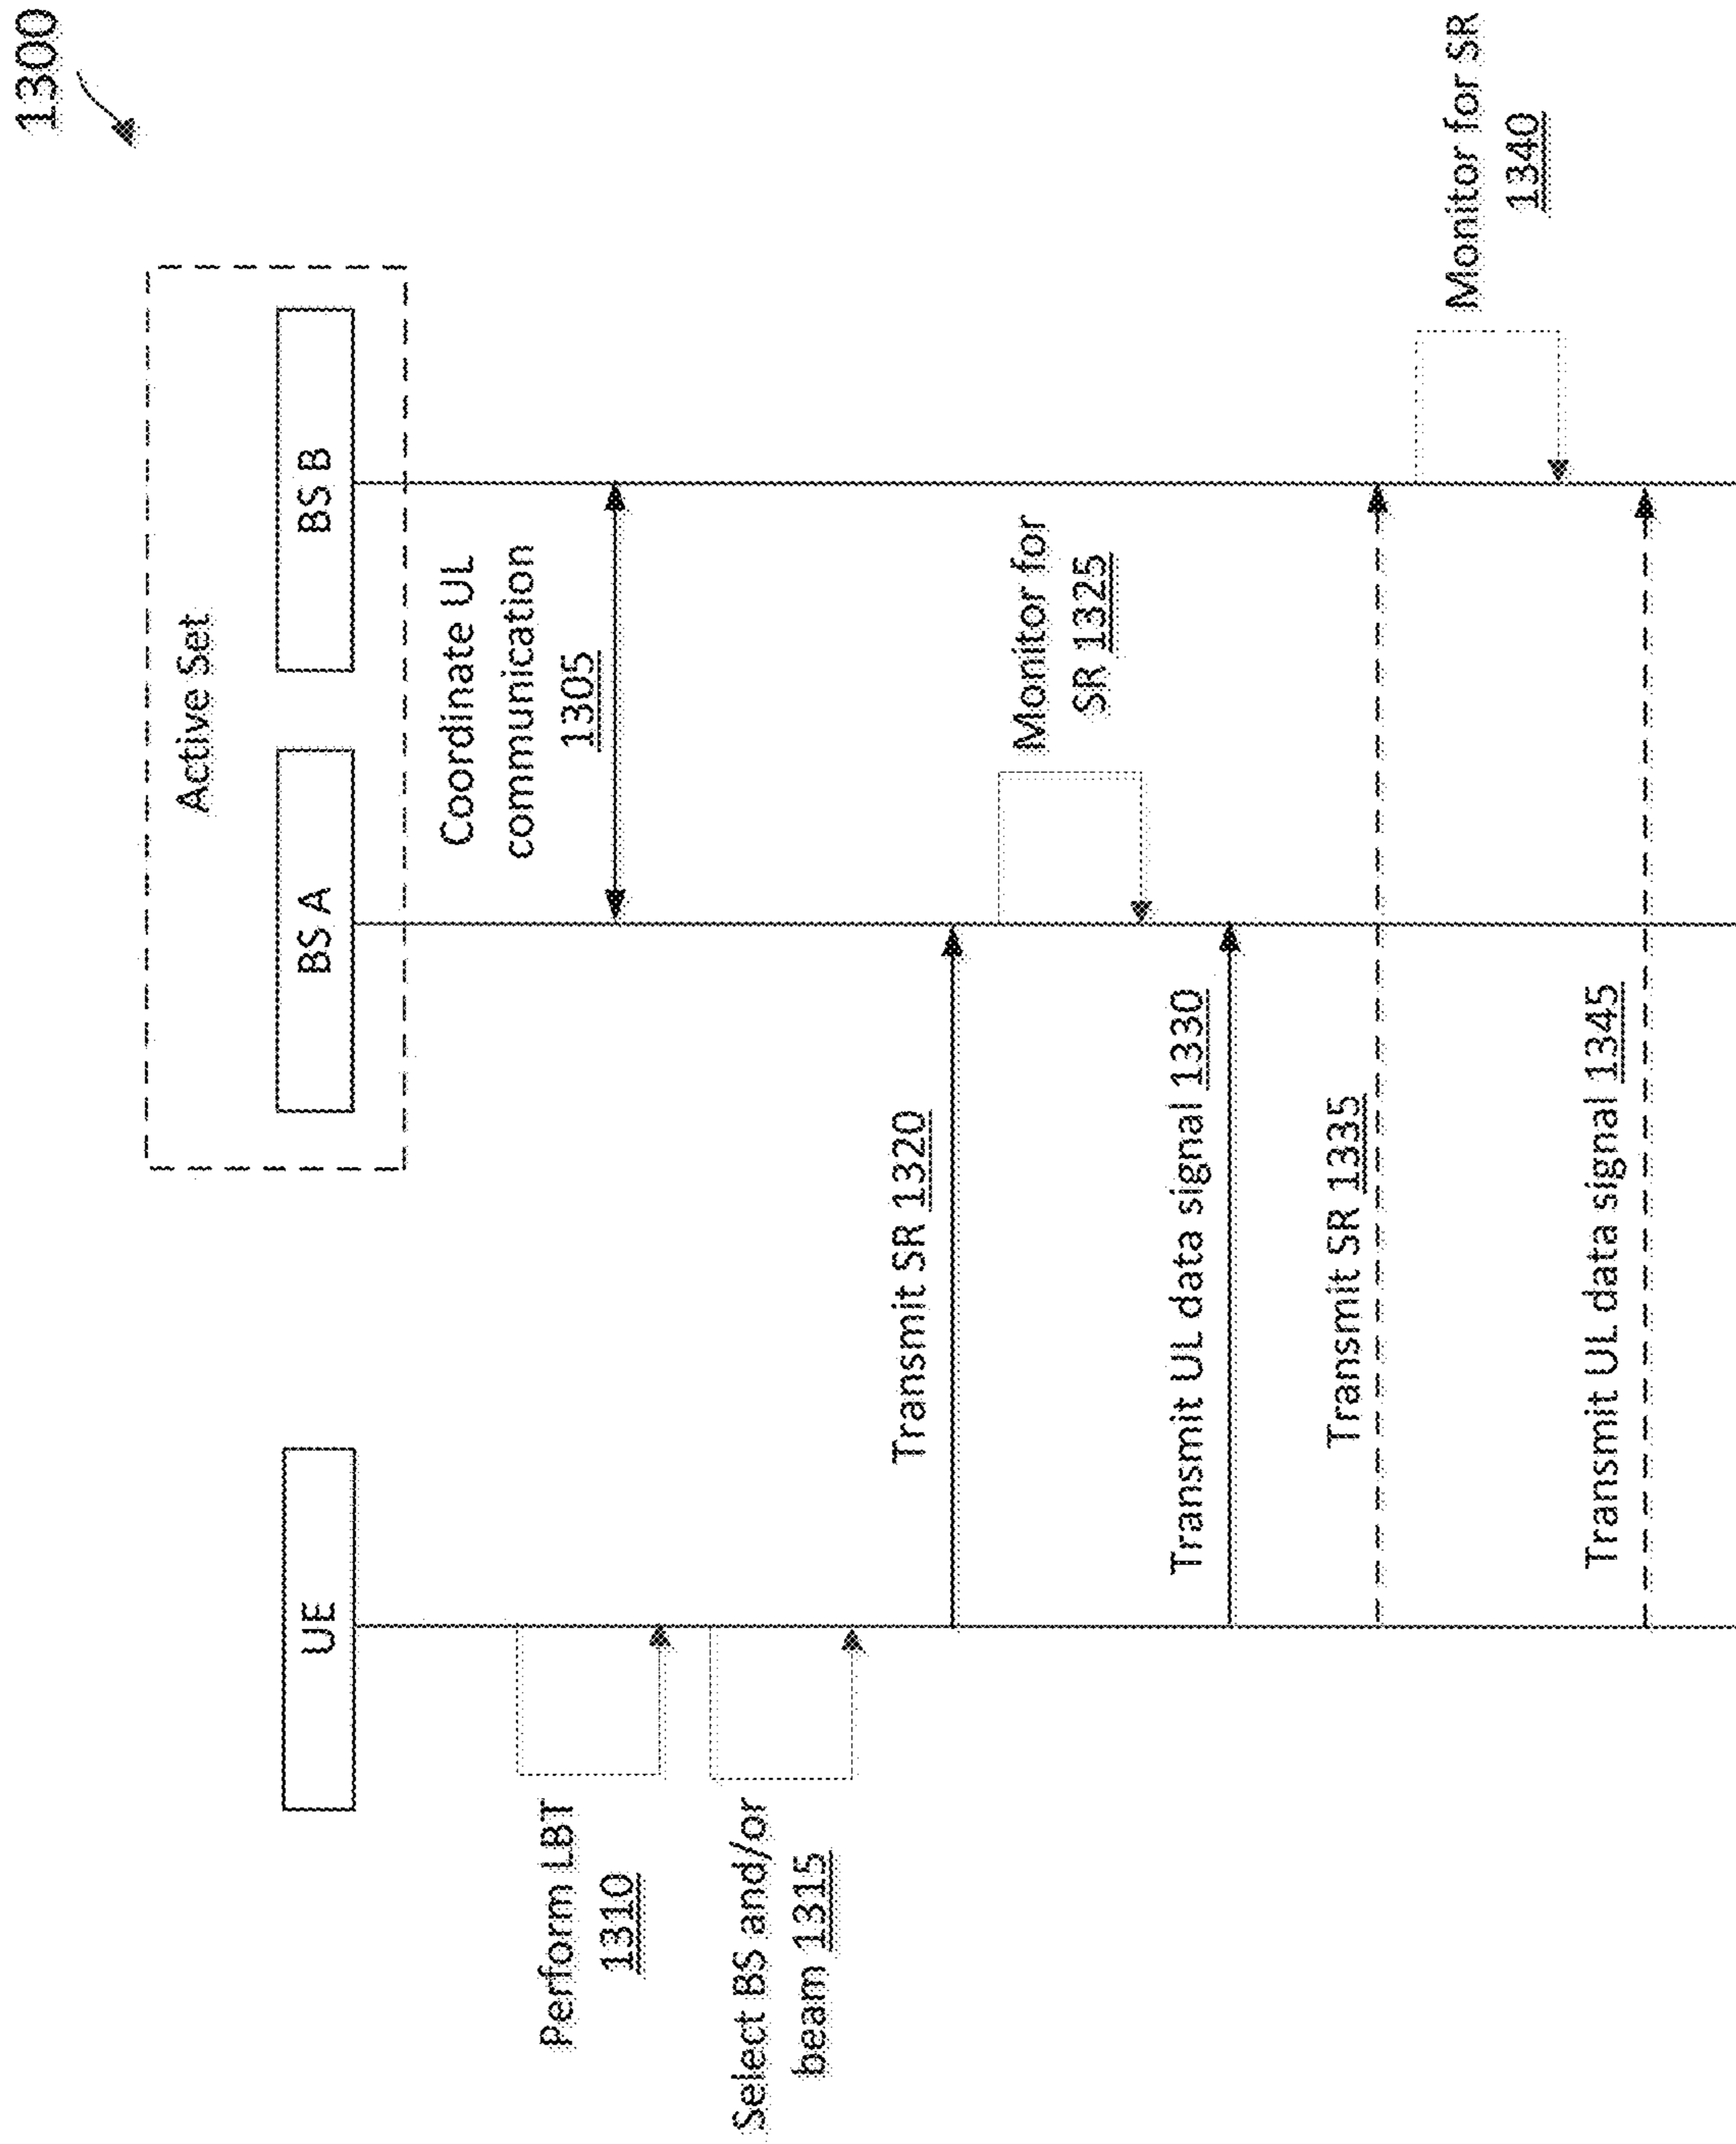 1300
Active Set
UE
BS A
BS B
Coordinate UL
communication
1305
Perform LBT
1310
Select BS and/or
beam 1315
Transmit SR 1320
Monitor for
SR 1325
Transmit UL data signal 1330
Transmit SR 1335
Monitor for SR
1340
Transmit UL data signal 1345